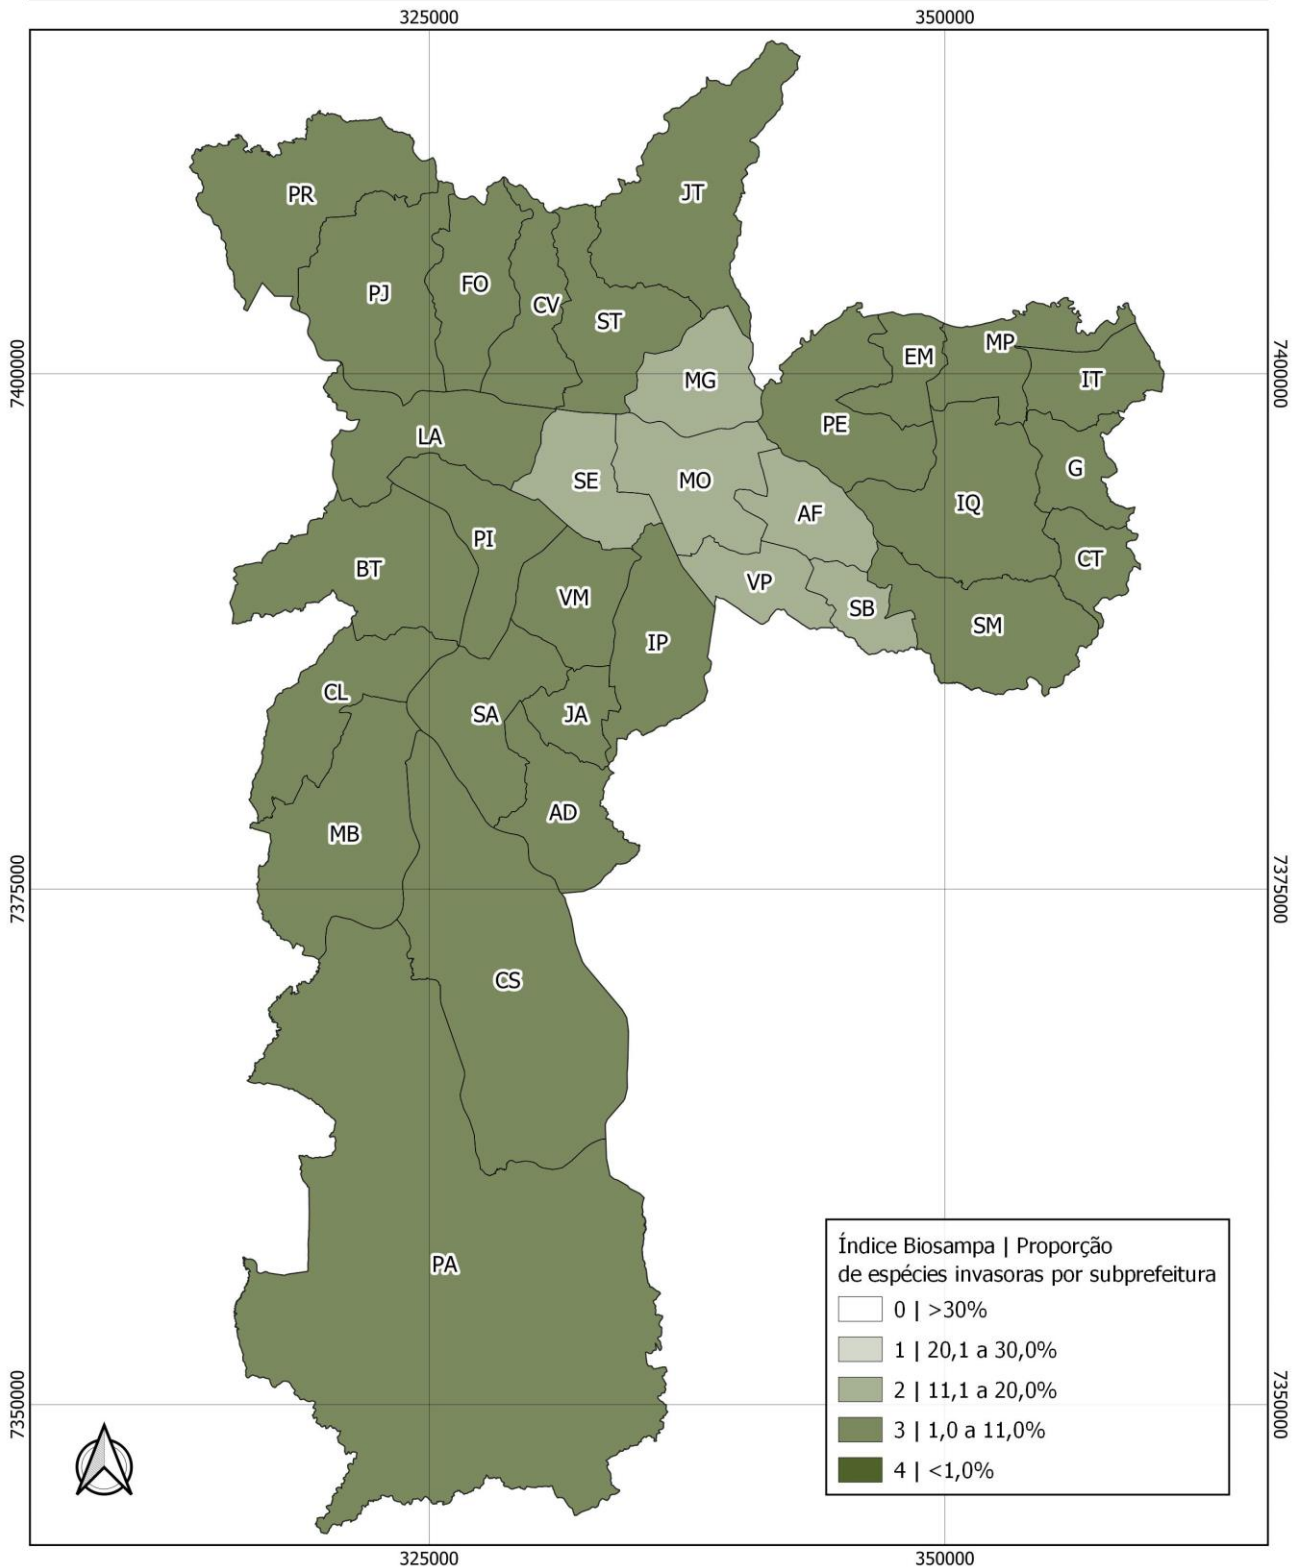 325000
350000
JT
PR
FO
PJ
CV
ST
MP
EM
7400000
MG
IT
7400000
PE
LA
G
SE
MO
IQ
AF
PI
CT
BT
VP
VM
SB
SM
IP
CL
SA
JA
AD
MB
7375000
7375000
CS
PA
Índice Biosampa | Proporção
de espécies invasoras por subprefeitura
0 | >30%
1 | 20,1 a 30,0%
2 | 11,1 a 20,0%
3 | 1,0 a 11,0%
4 | <1,0%
7350000
7350000
325000
350000